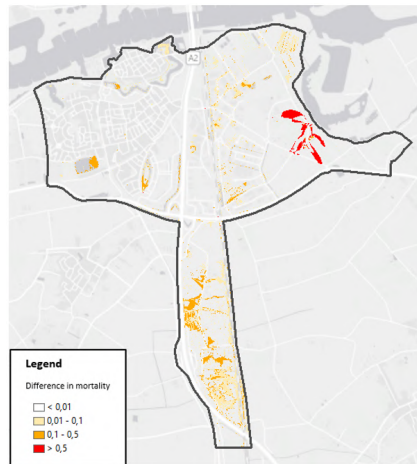 A2
Legend
Difference in mortality
< 0,01
0,01 - 0,1
0,1 - 0,5
> 0,5